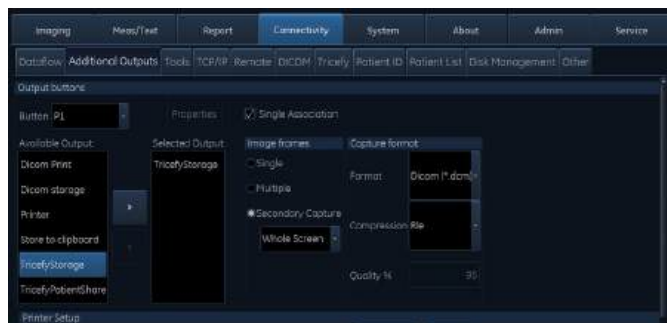 Imaging Meas/Text Report Connectivity System About Admin Service
Dataflow Additional Outputs Tools TCP/IP Remote DICOM Tricefy Patient ID Patient List Disk Management Other
Output buttons
Button P1 Properties Single Association
Available Output: Selected Output: Image frames Capture format
Dicom Print TricefyStorage Single
Format Dicom (*.dcm)
Dicom storage Multiple
Printer Secondary Capture
Compression Rle
Store to clipboard Whole Screen
TricefyStorage
Quality % 95
TricefyPatientShare
Printer Setup